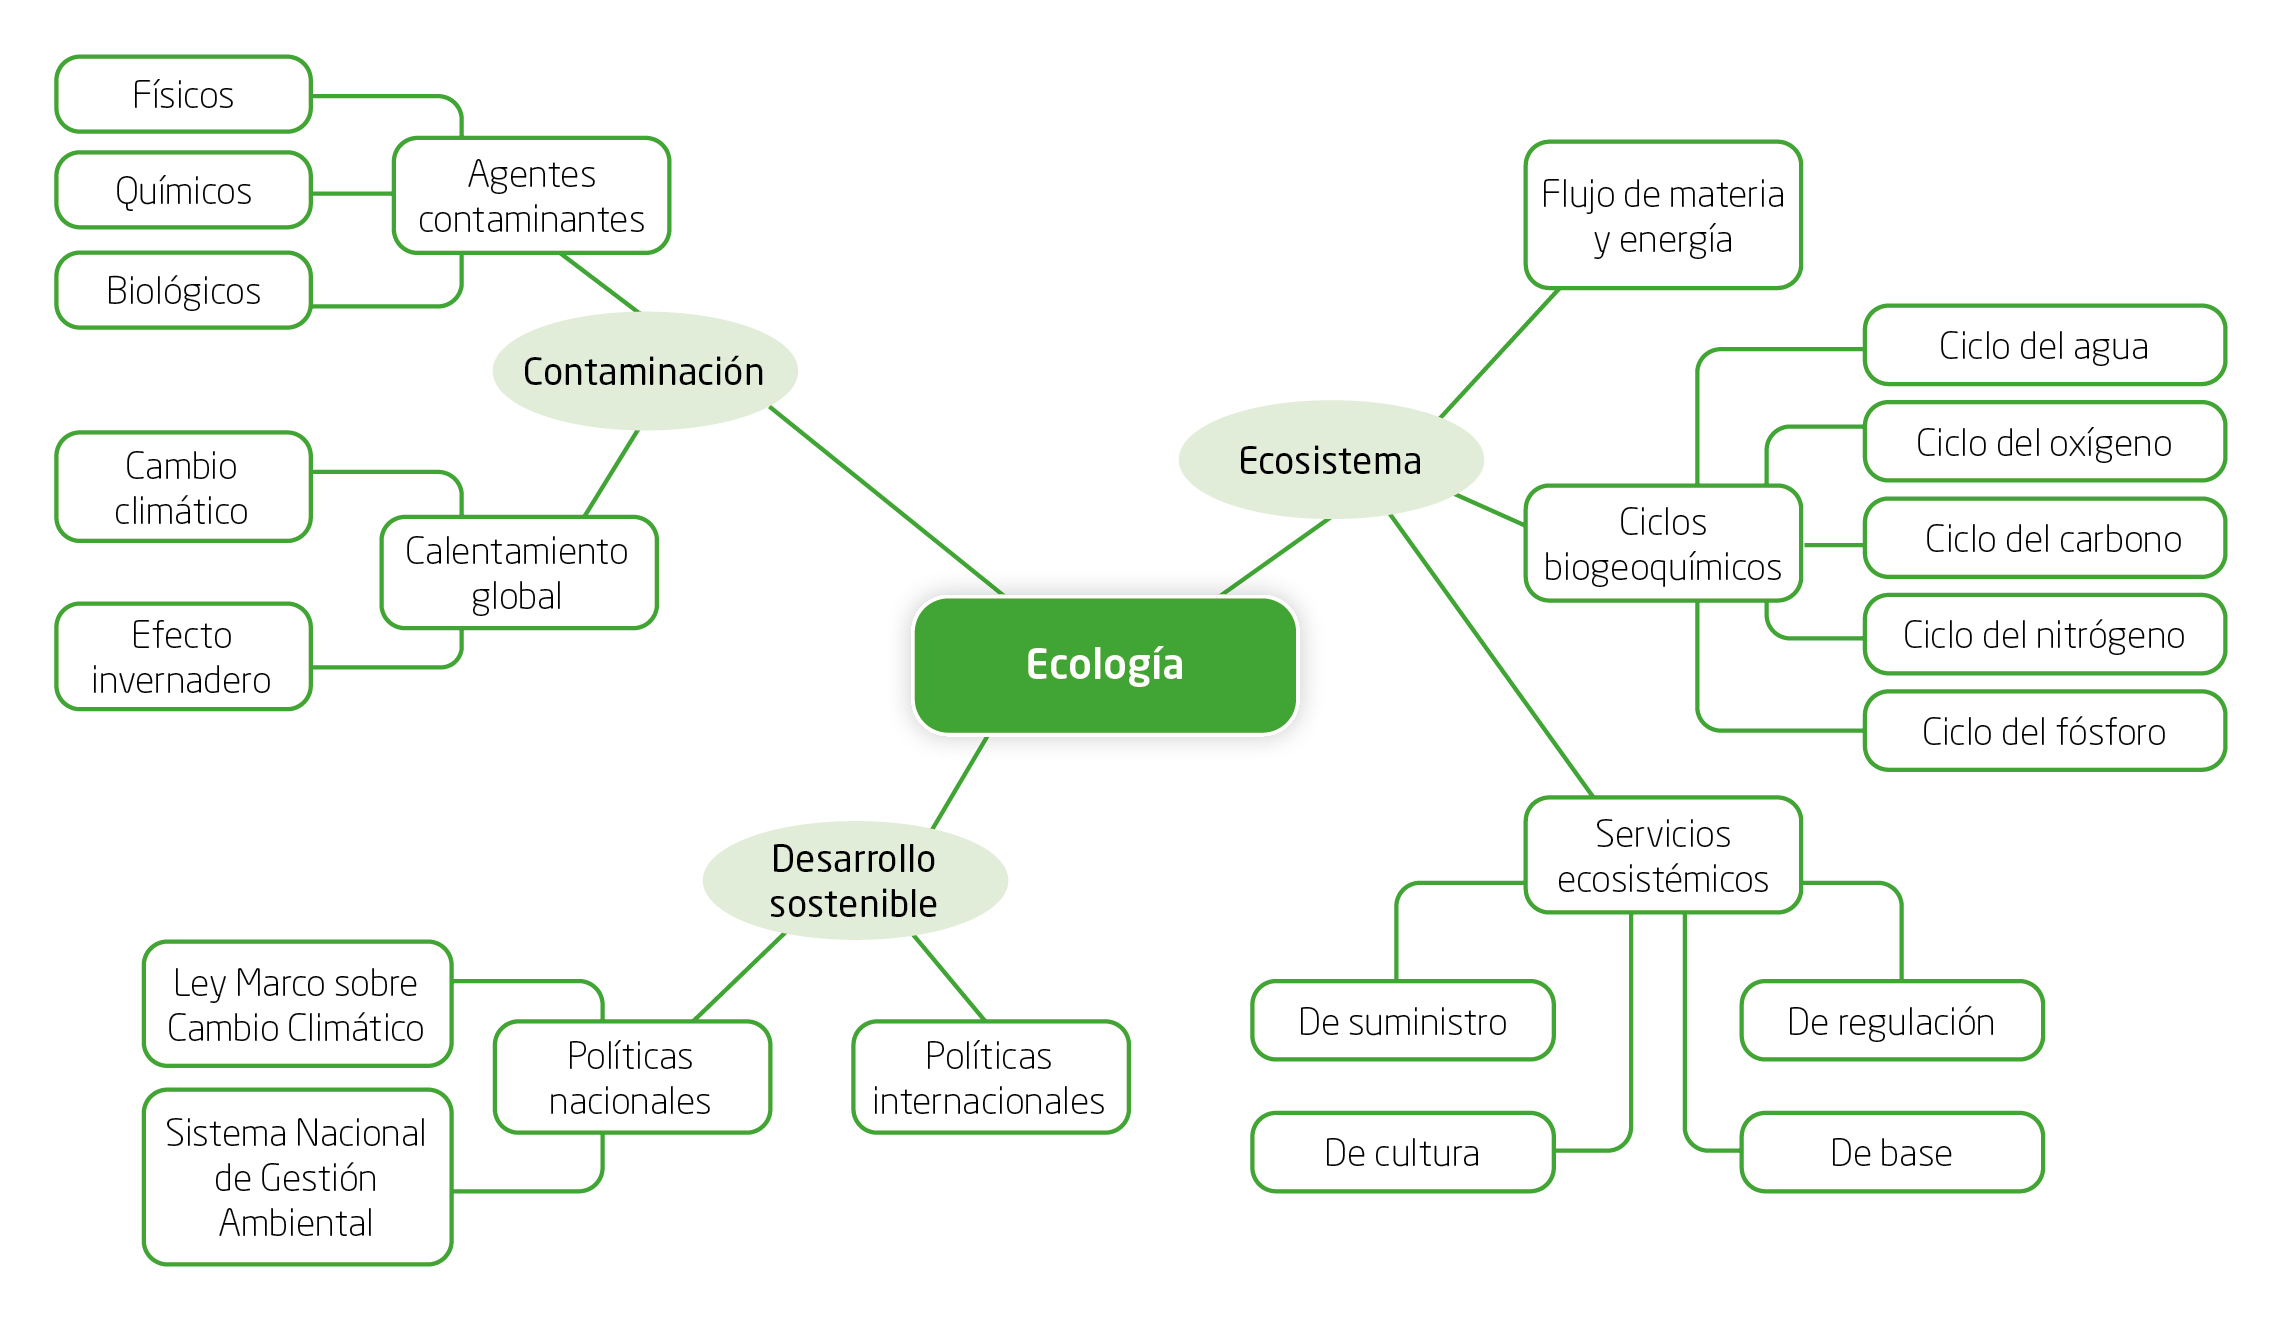 Físicos
Químicos
Biológicos
Agentes
contaminantes
Contaminación
Cambio
climático
Efecto
invernadero
Calentamiento
global
Ecología
Ecosistema
Flujo de materia
y energía
Ciclos
biogeoquímicos
Ciclo del agua
Ciclo del oxígeno
Ciclo del carbono
Ciclo del nitrógeno
Ciclo del fósforo
Servicios
ecosistémicos
De suministro
De regulación
De cultura
De base
Desarrollo
sostenible
Políticas
nacionales
Políticas
internacionales
Ley Marco sobre
Cambio Climático
Sistema Nacional
de Gestión
Ambiental